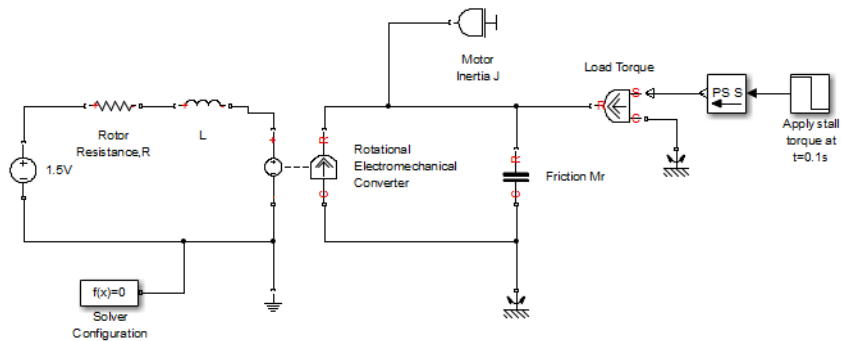 Motor
Inertia J
Load Torque
S
PS S
R
C
Apply stall
torque at
t=0.1s
+
+
Rotor
Resistance,R
L
+
R
1.5V
Rotational
Electromechanical
Converter
C
R
Friction Mr
C
f(x)=0
Solver
Configuration